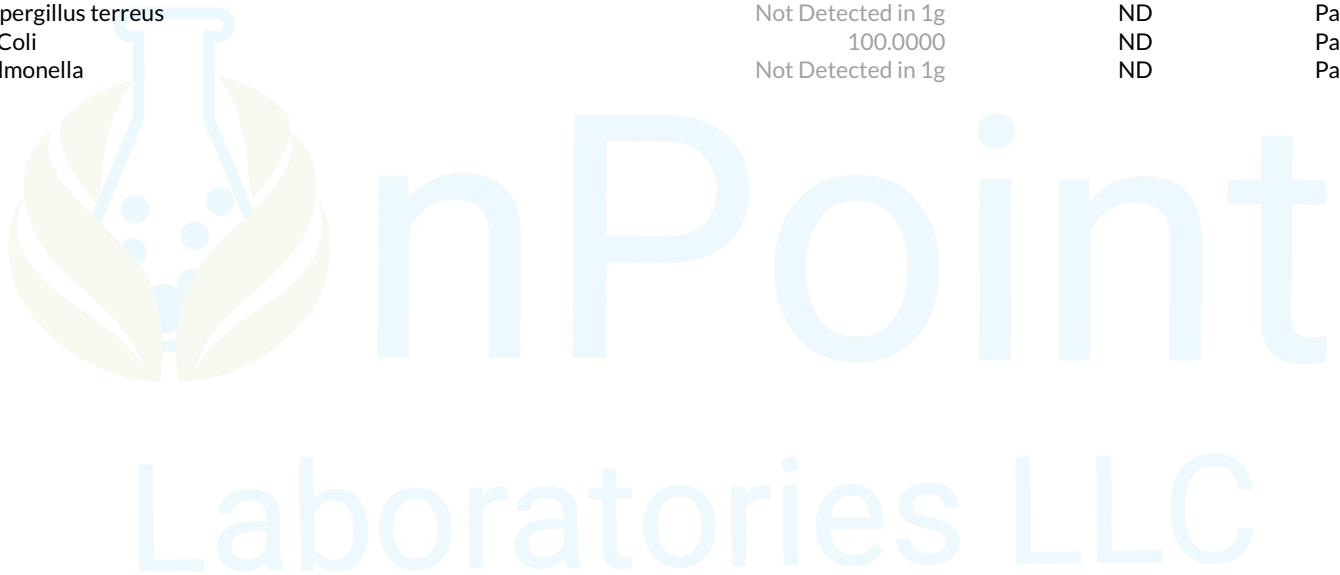 pergillus terreus Not Detected in 1g ND Pa
Coli 100.0000 ND Pa
lmonella Not Detected in 1g ND Pa
nPoint
Laboratories LLC